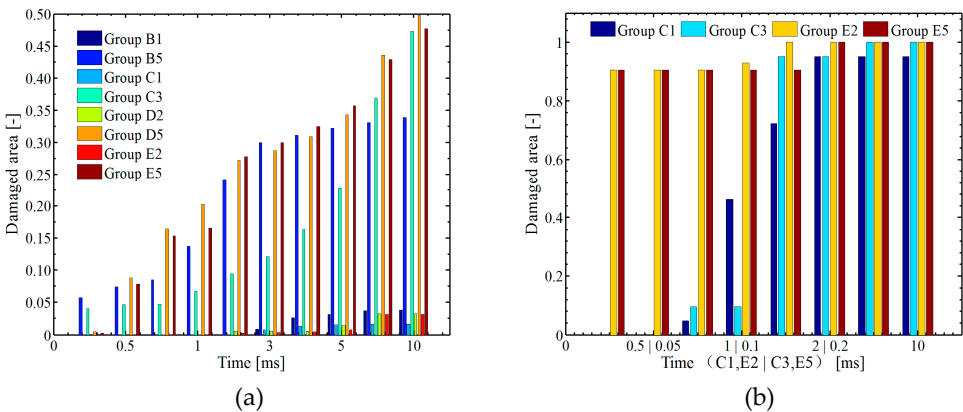 Damaged area [-]
0.50
0.45
0.40
0.35
0.30
0.25
0.20
0.15
0.10
0.05
0
Group B1
Group B5
Group C1
Group C3
Group D2
Group D5
Group E2
Group E5
0 0.5 1 3 5 10
Time [ms]
(a)
Damaged area [-]
1
0.8
0.6
0.4
0.2
0
Group C1 Group C3 Group E2 Group E5
0 0.5 | 0.05 1 | 0.1 2 | 0.2 10
Time （C1,E2 | C3,E5） [ms]
(b)